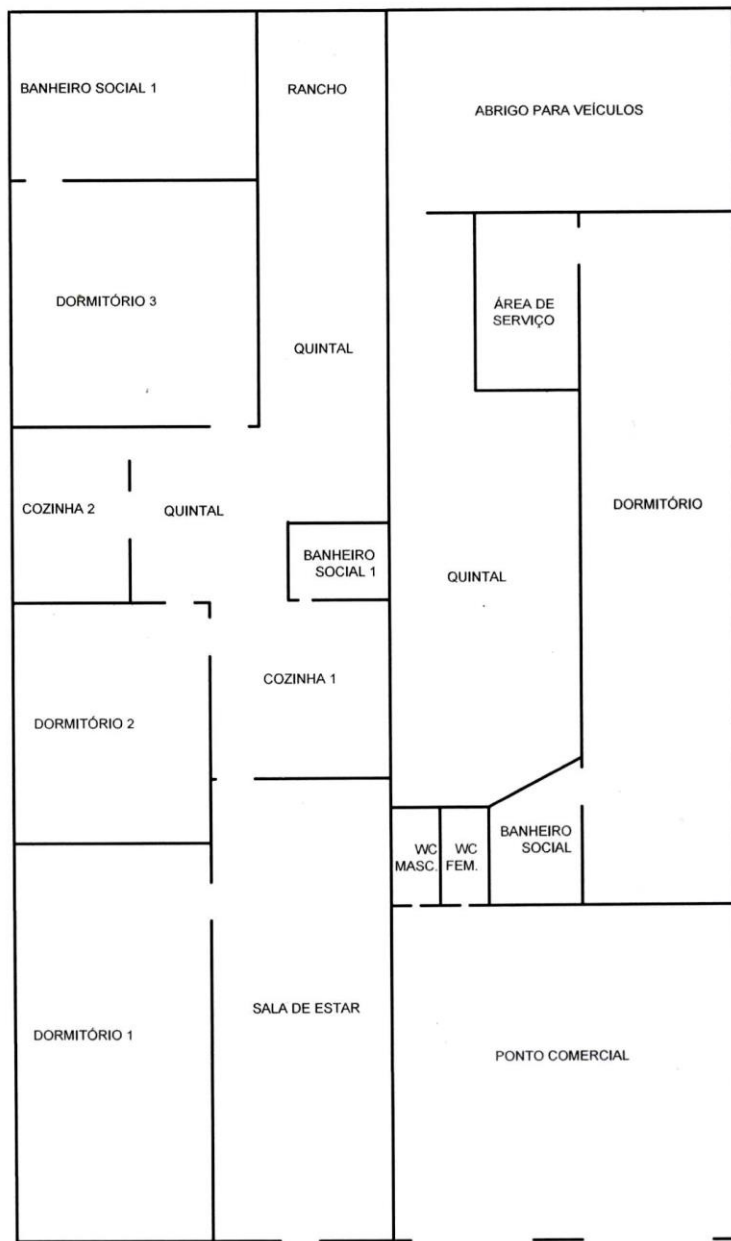 BANHEIRO SOCIAL 1
RANCHO
ABRIGO PARA VEÍCULOS
DORMITÓRIO 3
QUINTAL
ÁREA DE
SERVIÇO
COZINHA 2
QUINTAL
BANHEIRO
SOCIAL 1
QUINTAL
DORMITÓRIO
COZINHA 1
DORMITÓRIO 2
WC
MASC.
WC
FEM.
BANHEIRO
SOCIAL
DORMITÓRIO 1
SALA DE ESTAR
PONTO COMERCIAL